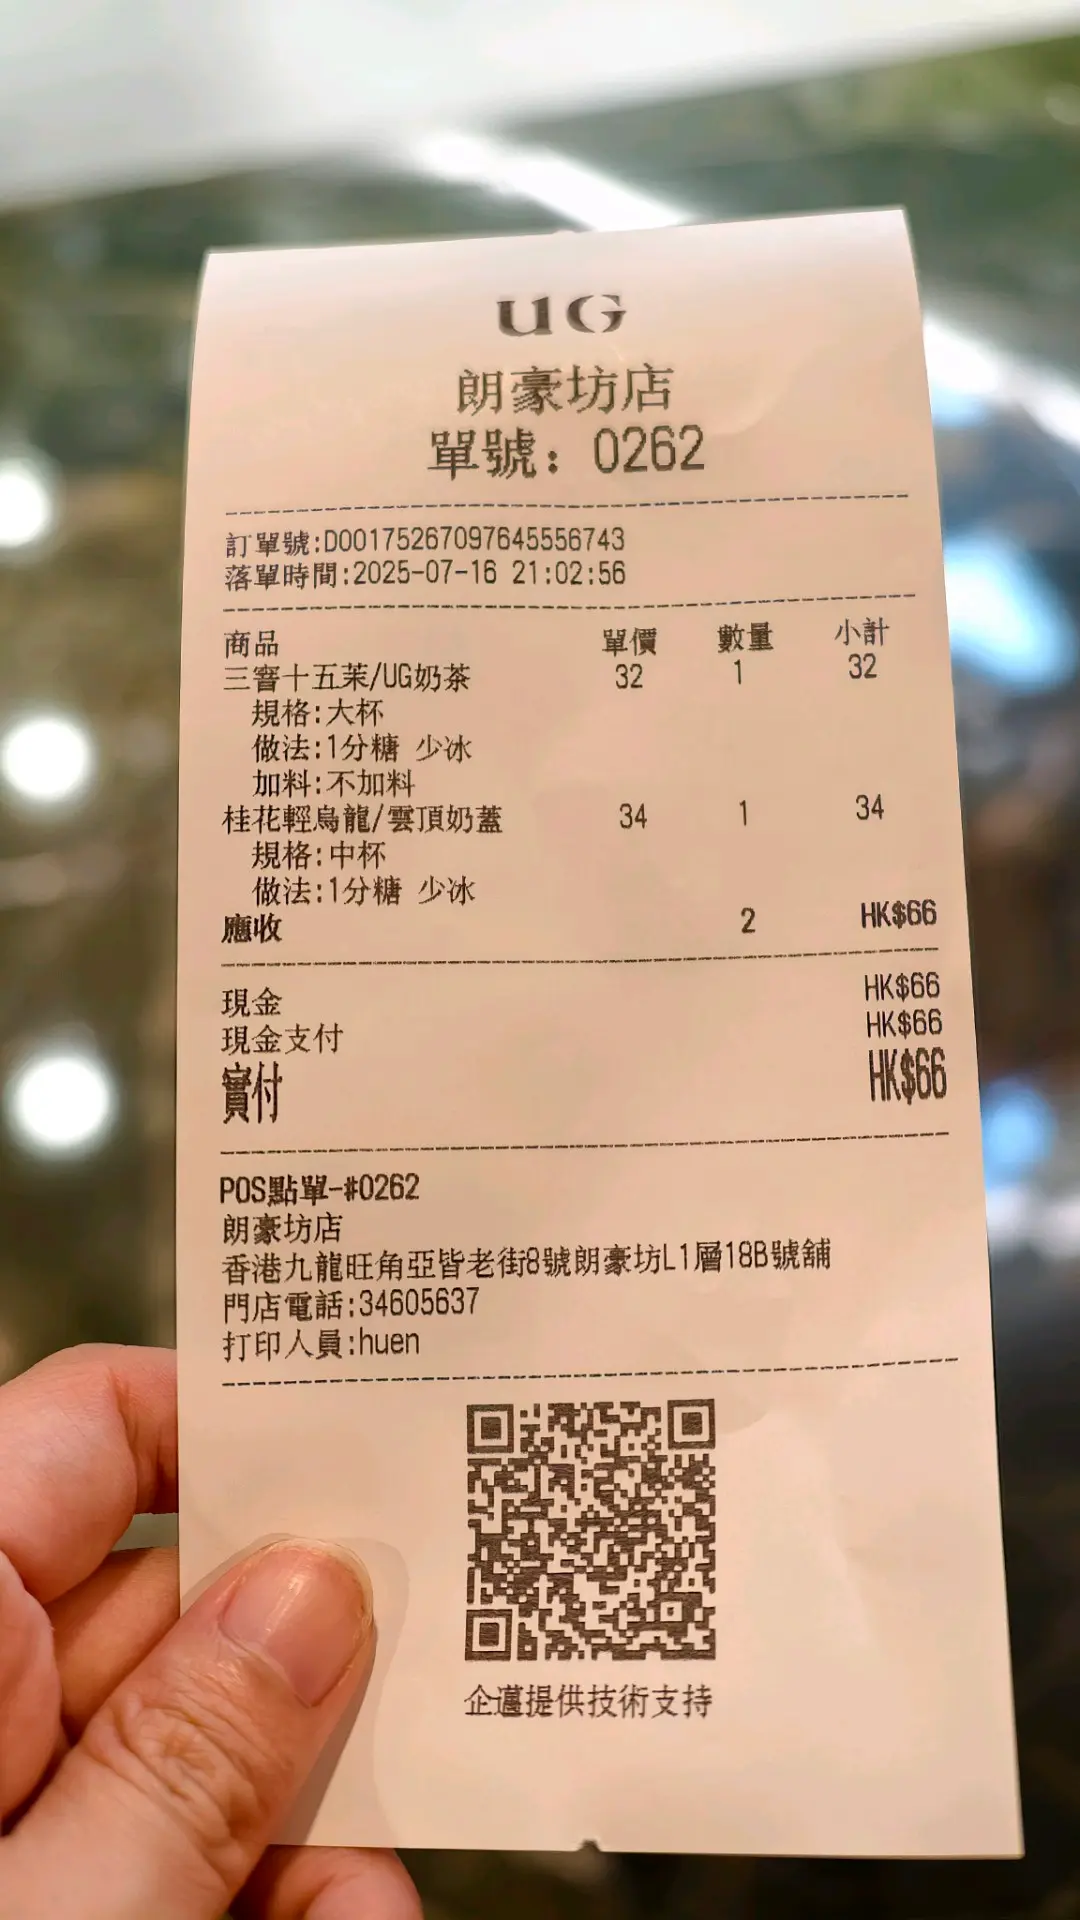 UG
朗豪坊店
單號：0262
訂單號:D00175267097645556743
落單時間:2025-07-16 21:02:56
商品 單價 數量 小計
三窨十五茉/UG奶茶 32 1 32
規格:大杯
做法:1分糖 少冰
加料:不加料
桂花輕烏龍/雲頂奶蓋 34 1 34
規格:中杯
做法:1分糖 少冰
應收 2 HK$66
現金 HK$66
現金支付 HK$66
實付 HK$66
POS點單-#0262
朗豪坊店
香港九龍旺角亞皆老街8號朗豪坊L1層18B號舖
門店電話:34605637
打印人員:huen
企邁提供技術支持